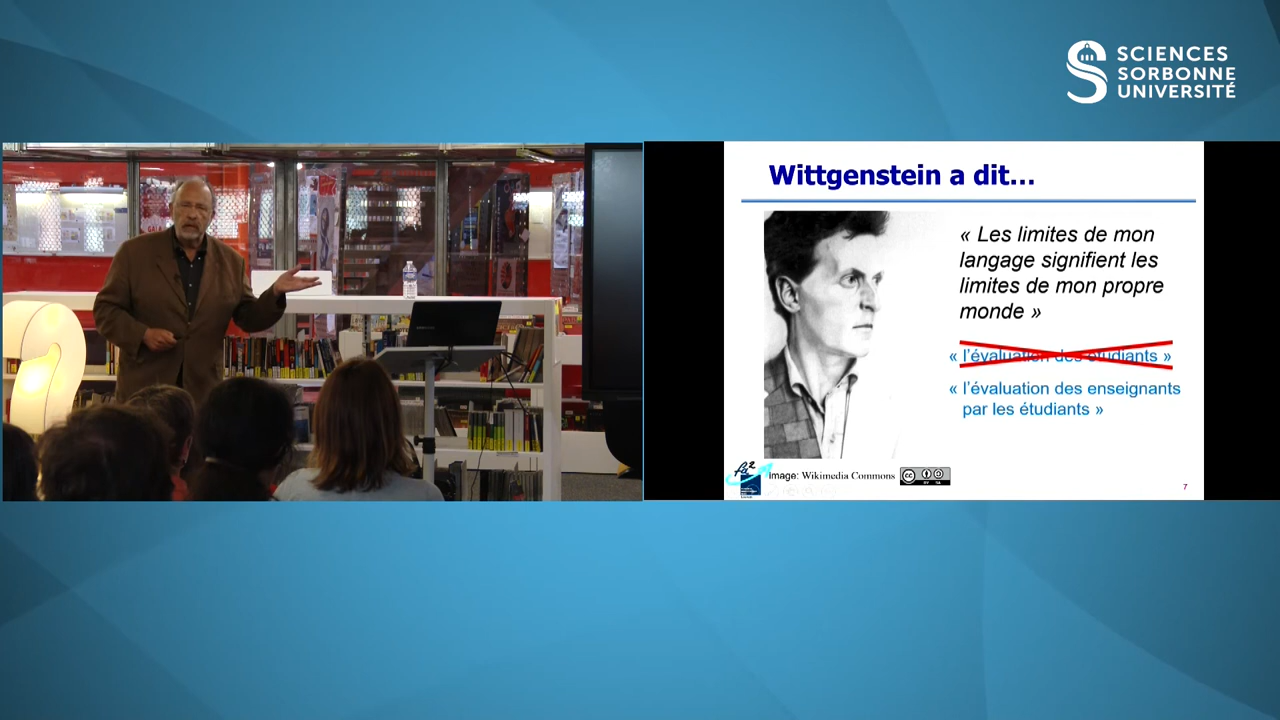 SCIENCES
SORBONNE
UNIVERSITÉ
Wittgenstein a dit...
« Les limites de mon
langage signifient les
limites de mon propre
monde »
« l'évaluation des étudiants »
« l'évaluation des enseignants
par les étudiants »
Image: Wikimedia Commons
7